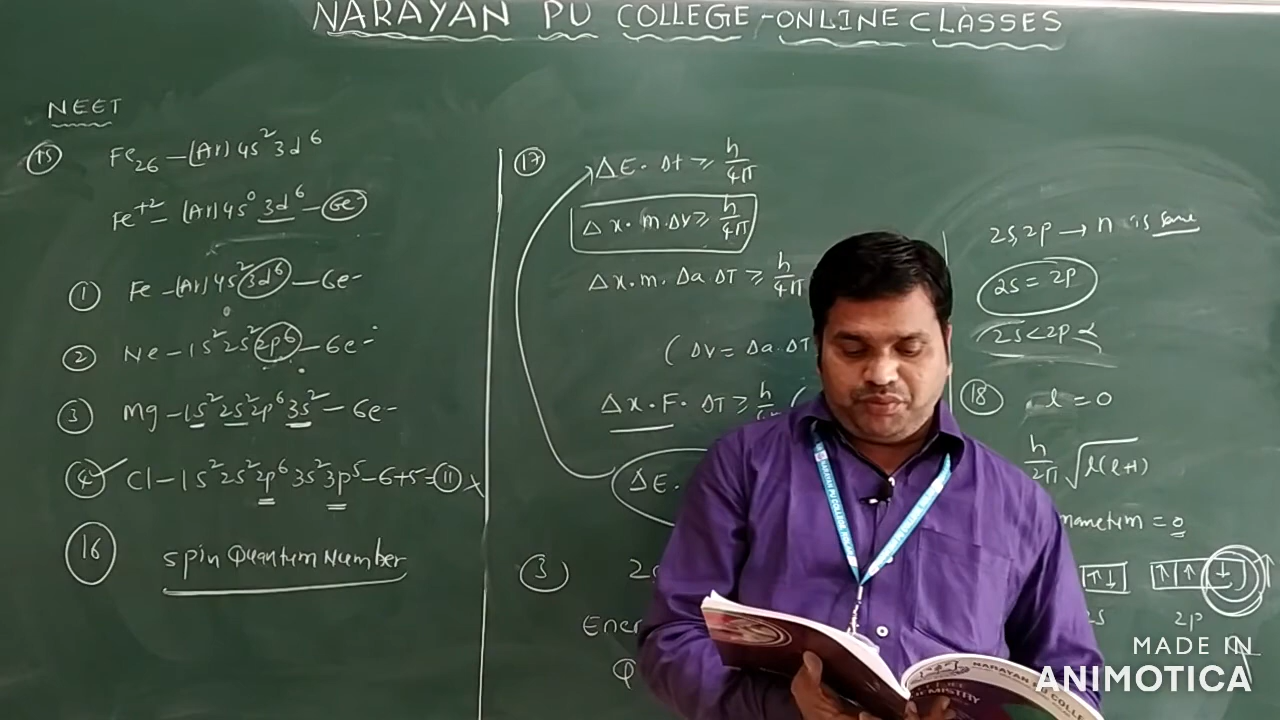 NARAYAN PU COLLEGE-ONLINE CLASSES
NEET
15 Fe26 – [Ar] 4s² 3d⁶
Fe⁺² – [Ar] 4s⁰ 3d⁶ – 6e⁻
1 Fe – [Ar] 4s² 3d⁶ – 6e⁻
2 Ne – 1s² 2s² 2p⁶ – 6e⁻
3 Mg – 1s² 2s² 2p⁶ 3s² – 6e⁻
4 Cl – 1s² 2s² 2p⁶ 3s² 3p⁵ – 6+5 = 11 x
16 spin Quantum Number
17 ΔE · Δt ≥ h/4π
Δx · m · Δv ≥ h/4π
Δx · m · Δa · ΔT ≥ h/4π
(Δv = Δa · ΔT
Δx · F · ΔT ≥ h/
ΔE ·
3
Ener
2s, 2p → n is same
2s = 2p
2s < 2p
18 l = 0
h/2π √l(l+1)
= 0
↑↓ ↑ ↑ ↓
2s 2p
NARAYAN PU COLLEGE
CHEMISTRY
MADE IN
ANIMOTICA